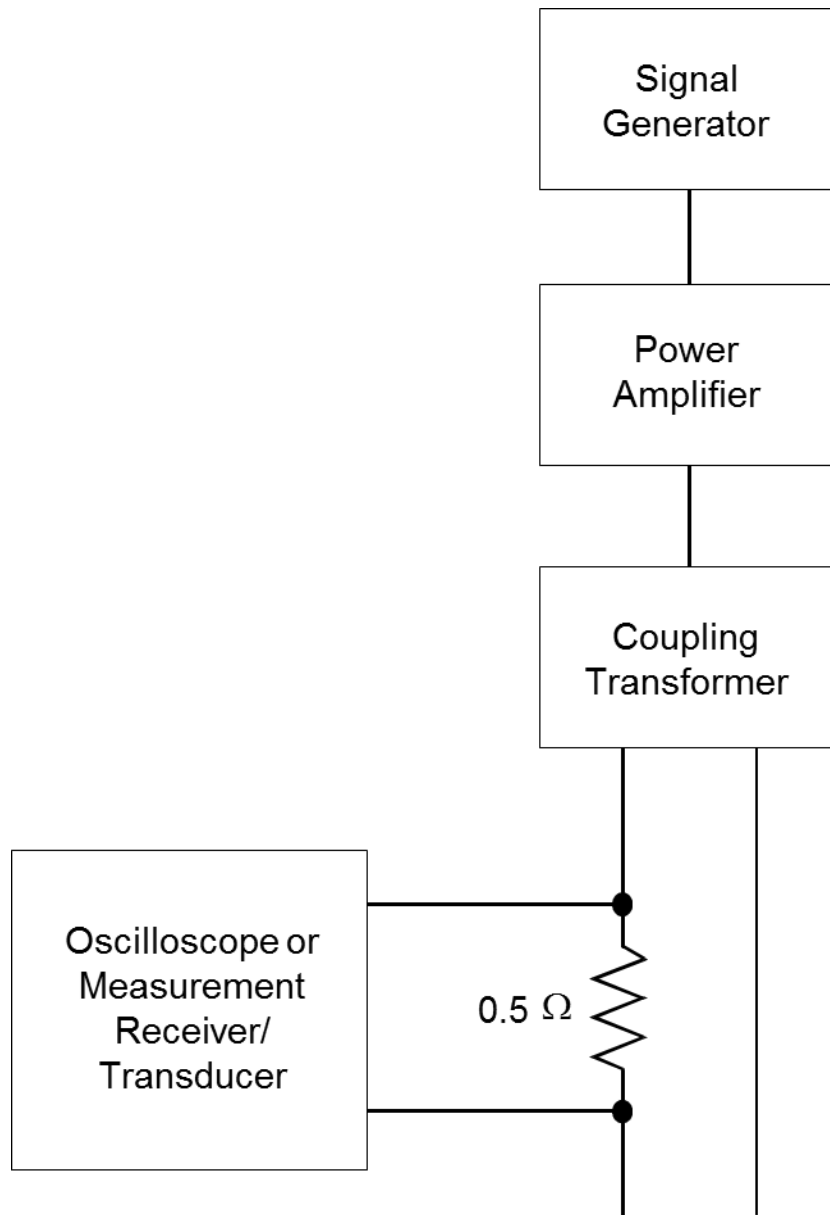 Signal
Generator
Power
Amplifier
Coupling
Transformer
Oscilloscope or
Measurement
Receiver/
Transducer
0.5 Ω